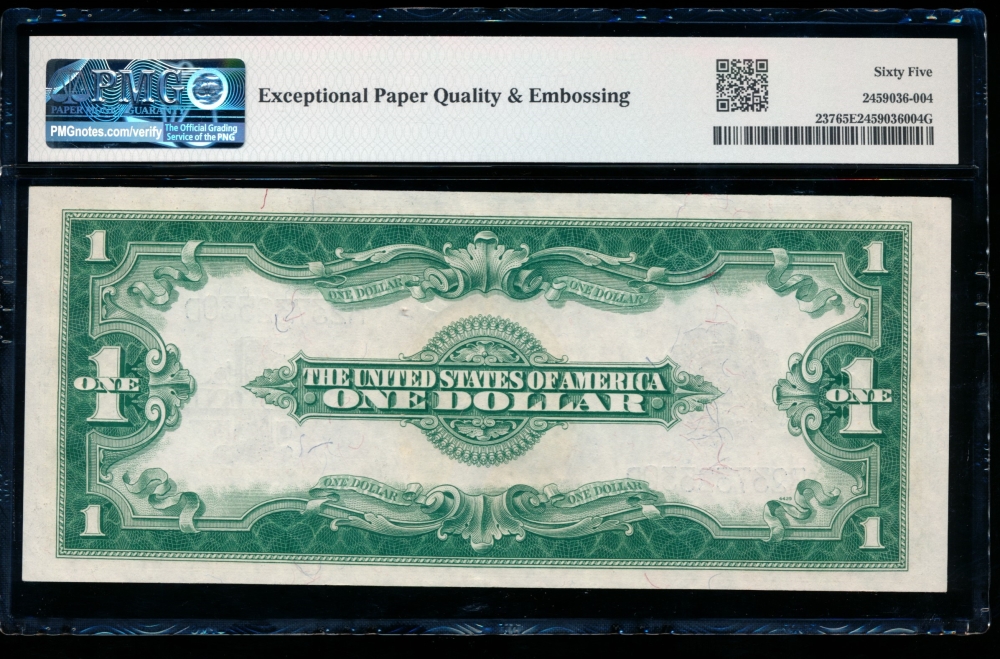 PMG
PAPER MONEY GUARANTY
PMGnotes.com/verify
The Official Grading
Service of the PNG
Exceptional Paper Quality & Embossing
Sixty Five
2459036-004
23765E2459036004G
1 1
ONE DOLLAR ONE DOLLAR
1 ONE 1 ONE
THE UNITED STATES OF AMERICA
ONE DOLLAR
ONE DOLLAR ONE DOLLAR
1 1